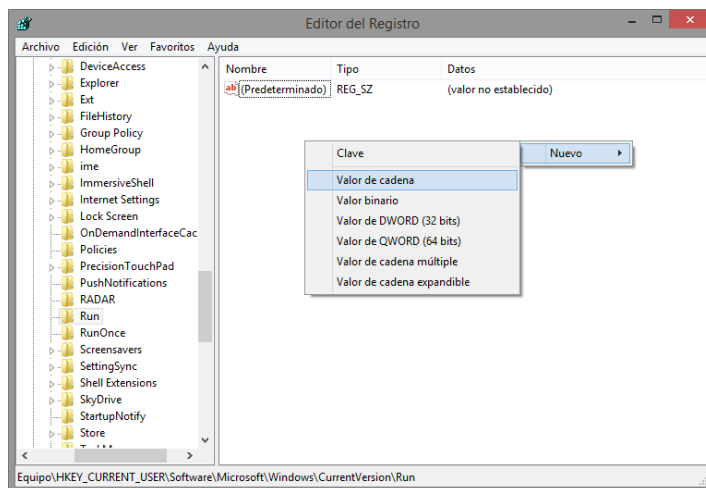 Editor del Registro
Archivo Edición Ver Favoritos Ayuda
DeviceAccess
Explorer
Ext
FileHistory
Group Policy
HomeGroup
ime
ImmersiveShell
Internet Settings
Lock Screen
OnDemandInterfaceCac
Policies
PrecisionTouchPad
PushNotifications
RADAR
Run
RunOnce
Screensavers
SettingSync
Shell Extensions
SkyDrive
StartupNotify
Store
Nombre Tipo Datos
ab (Predeterminado) REG_SZ (valor no establecido)
Nuevo
Clave
Valor de cadena
Valor binario
Valor de DWORD (32 bits)
Valor de QWORD (64 bits)
Valor de cadena múltiple
Valor de cadena expandible
Equipo\HKEY_CURRENT_USER\Software\Microsoft\Windows\CurrentVersion\Run